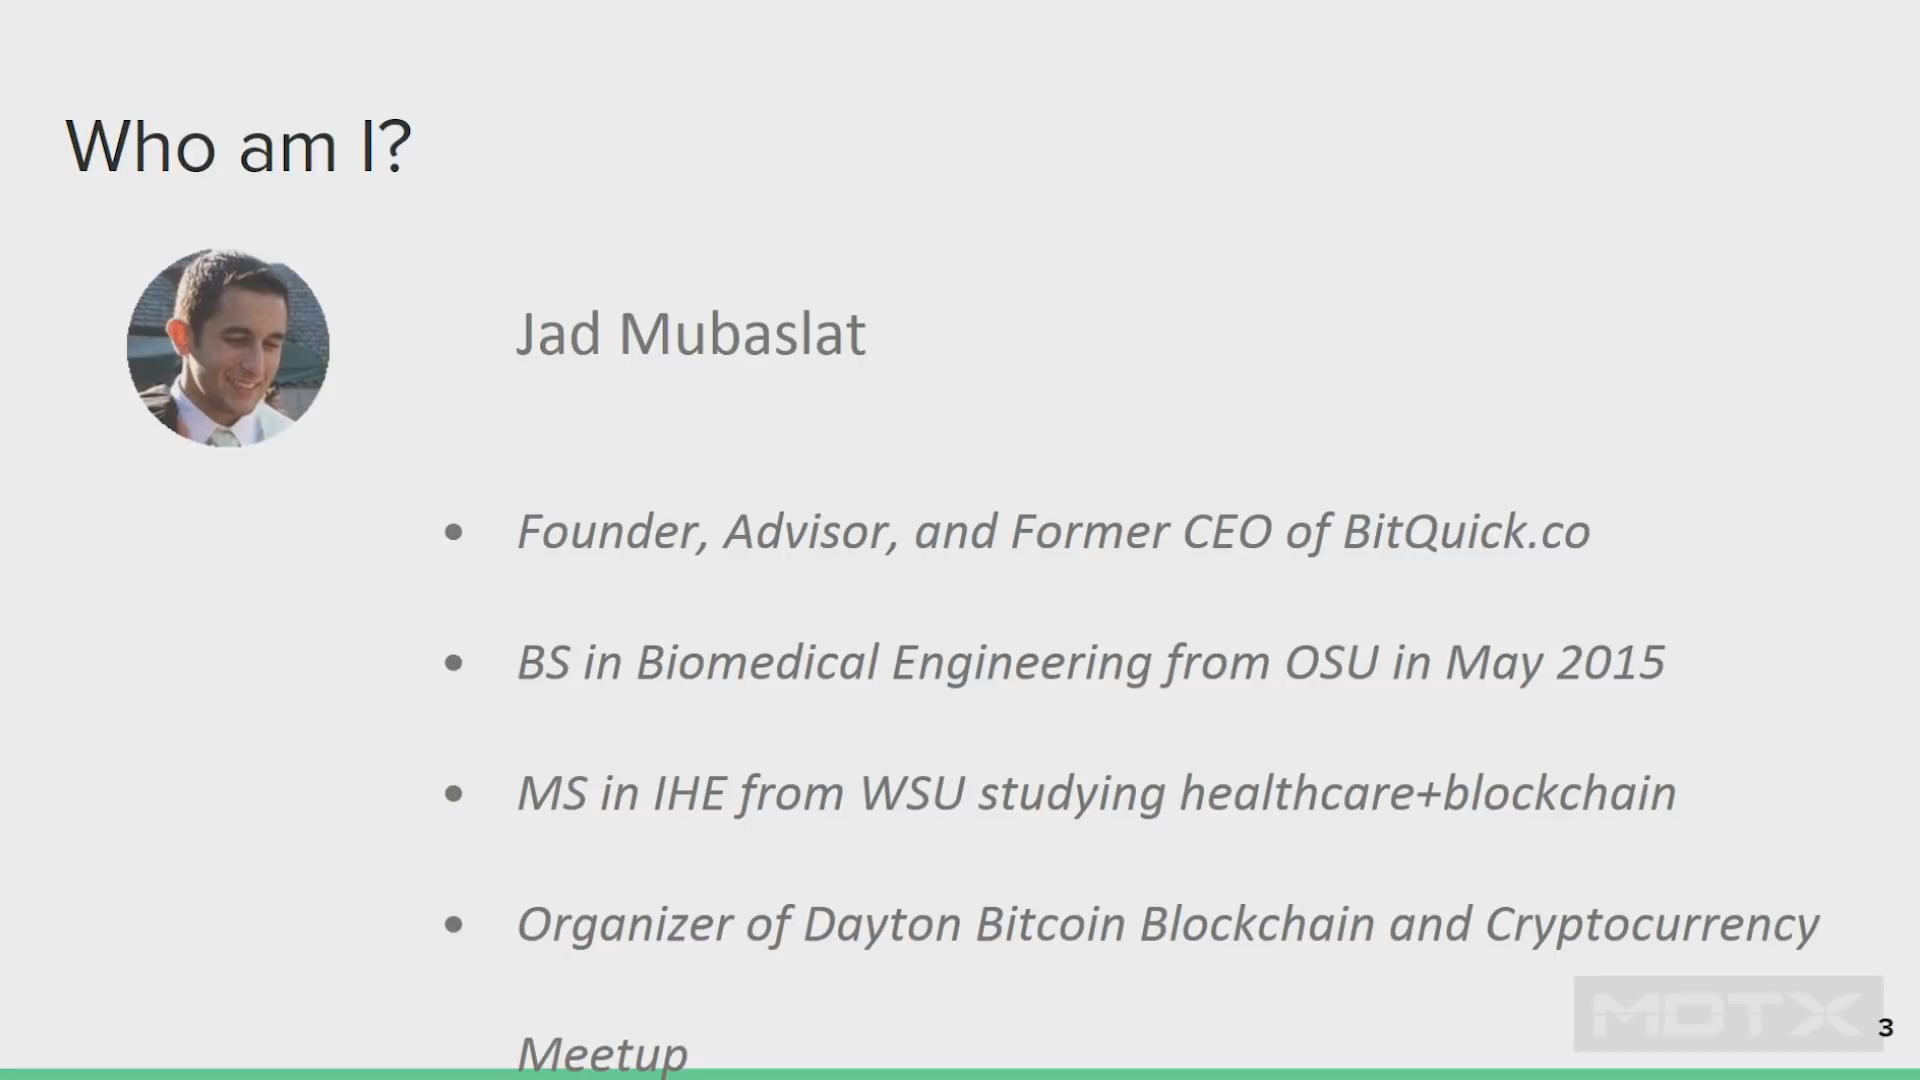 Who am I?
Jad Mubaslat
• Founder, Advisor, and Former CEO of BitQuick.co
• BS in Biomedical Engineering from OSU in May 2015
• MS in IHE from WSU studying healthcare+blockchain
• Organizer of Dayton Bitcoin Blockchain and Cryptocurrency
Meetup
MDTX
3